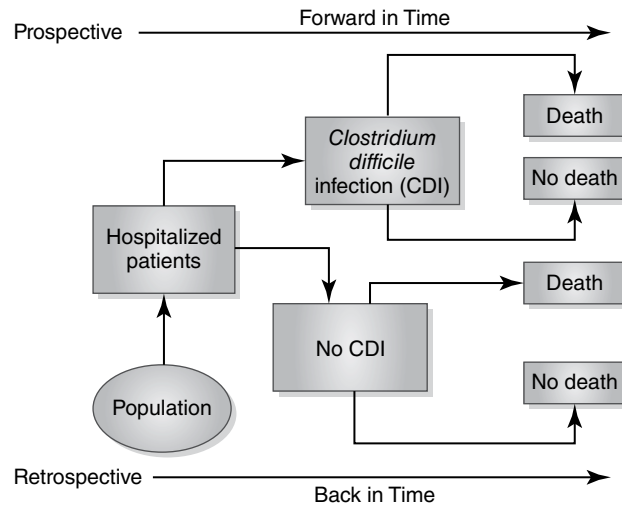 Forward in Time
Prospective
Clostridium
difficile
infection (CDI)
Death
No death
Hospitalized
patients
Death
No CDI
No death
Population
Retrospective
Back in Time